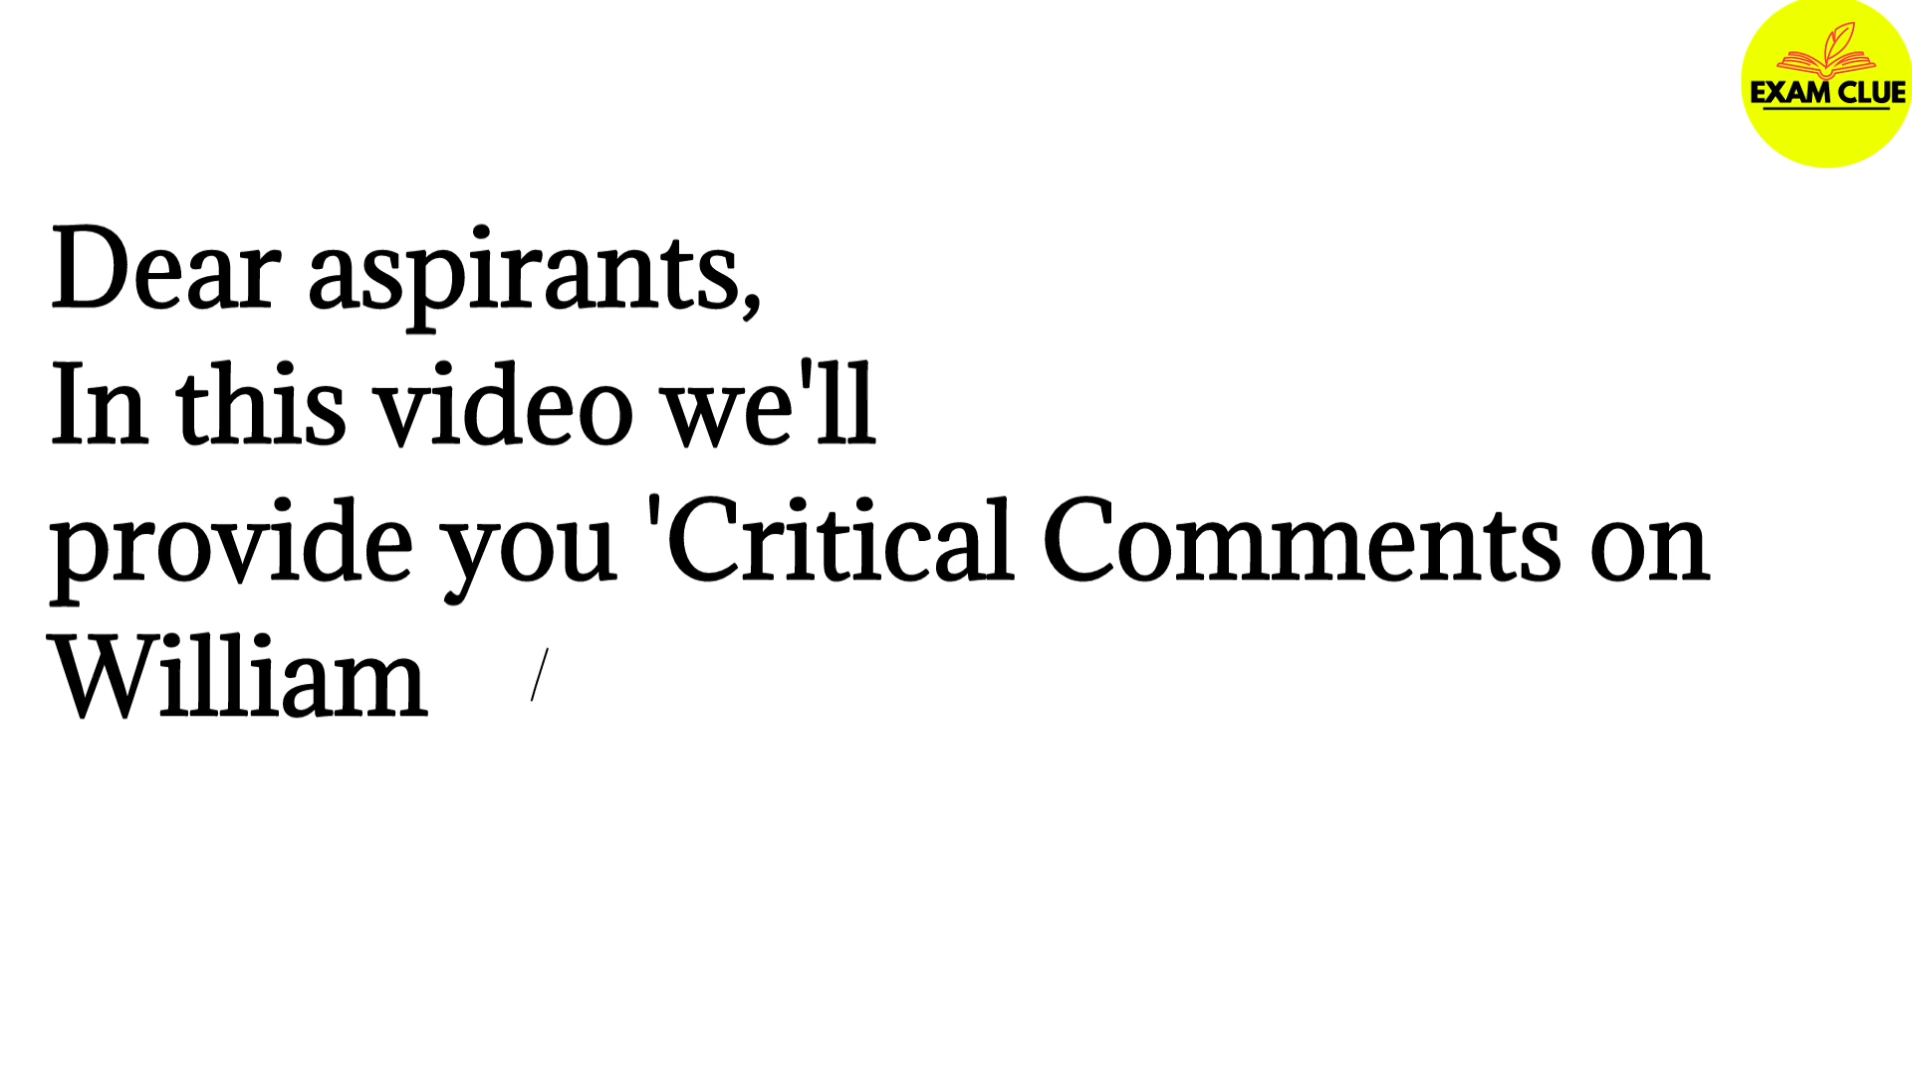 EXAM CLUE
Dear aspirants,
In this video we'll
provide you 'Critical Comments on
William